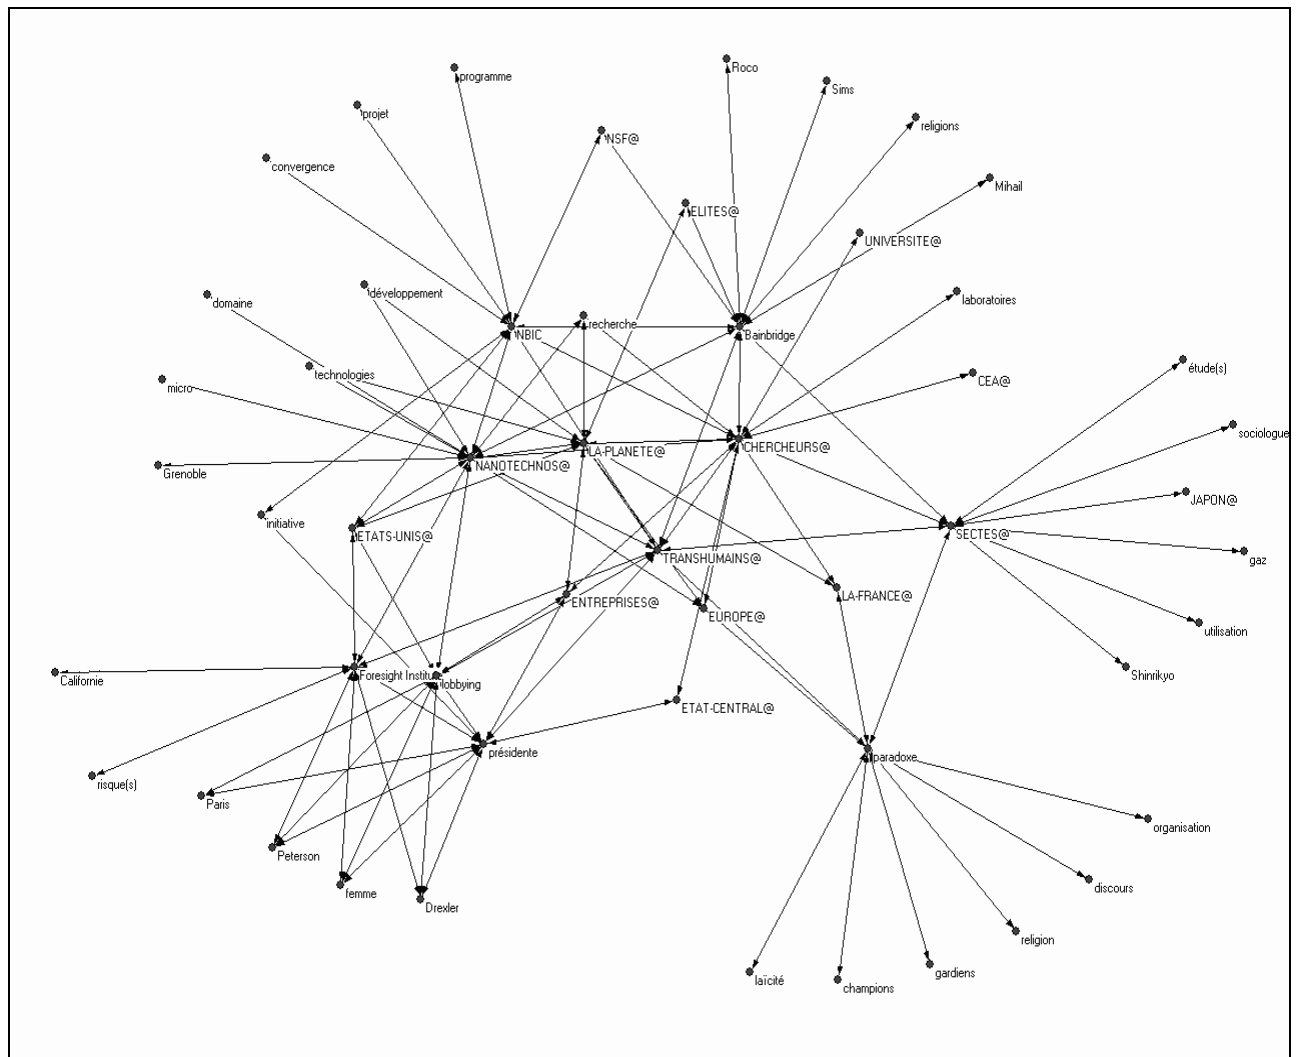 Roco
programme
Sims
projet
religions
NSF@
convergence
Mihail
ELITES@
UNIVERSITE@
développement
laboratoires
domaine
recherche
NBIC
Bainbridge
étude(s)
technologies
CEA@
micro
sociologue
CHERCHEURS@
LA-PLANETE@
NANOTECHNOS@
Grenoble
JAPON@
initiative
ETATS-UNIS@
SECTES@
TRANSHUMAINS@
gaz
LA-FRANCE@
ENTREPRISES@
EUROPE@
utilisation
Foresight Institu
Shinrikyo
Californie
lobbying
ETAT-CENTRAL@
présidente
paradoxe
risque(s)
Paris
organisation
Peterson
discours
femme
Drexler
religion
gardiens
laïcité
champions